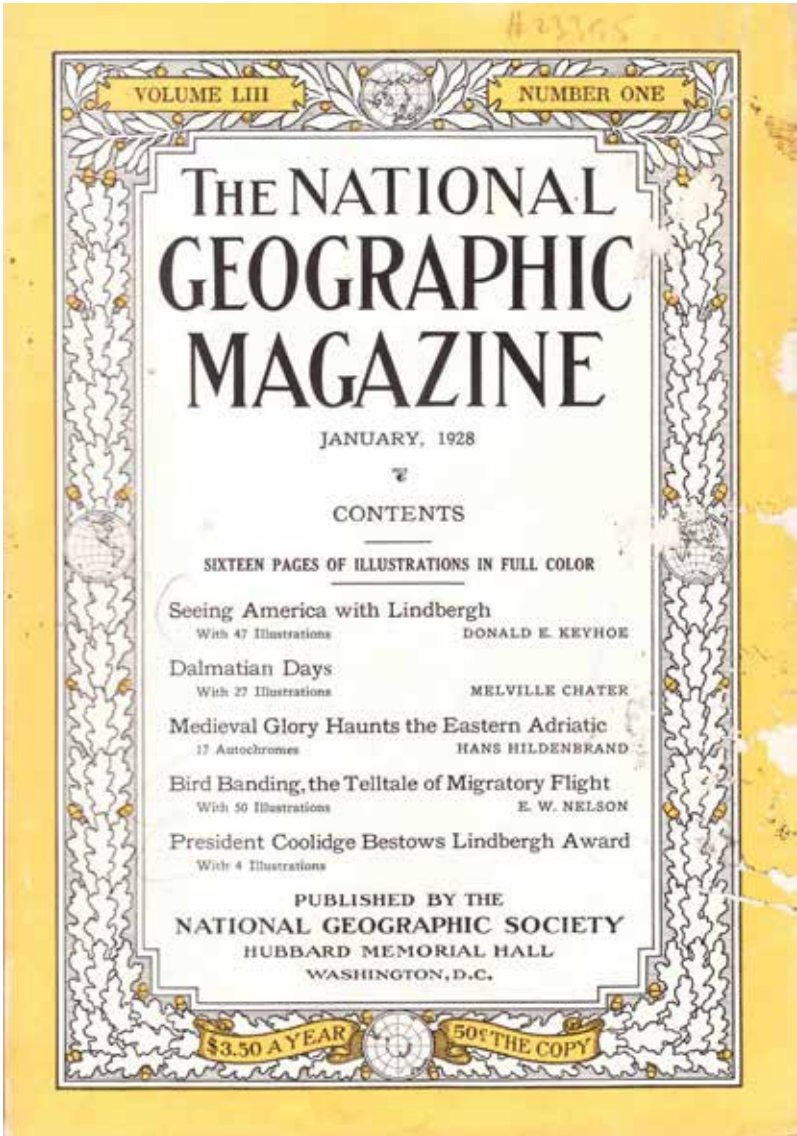 VOLUME LIII
NUMBER ONE
THE NATIONAL
GEOGRAPHIC
MAGAZINE
JANUARY, 1928
CONTENTS
SIXTEEN PAGES OF ILLUSTRATIONS IN FULL COLOR
Seeing America with Lindbergh
With 47 Illustrations DONALD E. KEYHOE
Dalmatian Days
With 27 Illustrations MELVILLE CHATER
Medieval Glory Haunts the Eastern Adriatic
17 Autochromes HANS HILDENBRAND
Bird Banding, the Telltale of Migratory Flight
With 50 Illustrations E. W. NELSON
President Coolidge Bestows Lindbergh Award
With 4 Illustrations
PUBLISHED BY THE
NATIONAL GEOGRAPHIC SOCIETY
HUBBARD MEMORIAL HALL
WASHINGTON, D.C.
$3.50 A YEAR
50¢ THE COPY